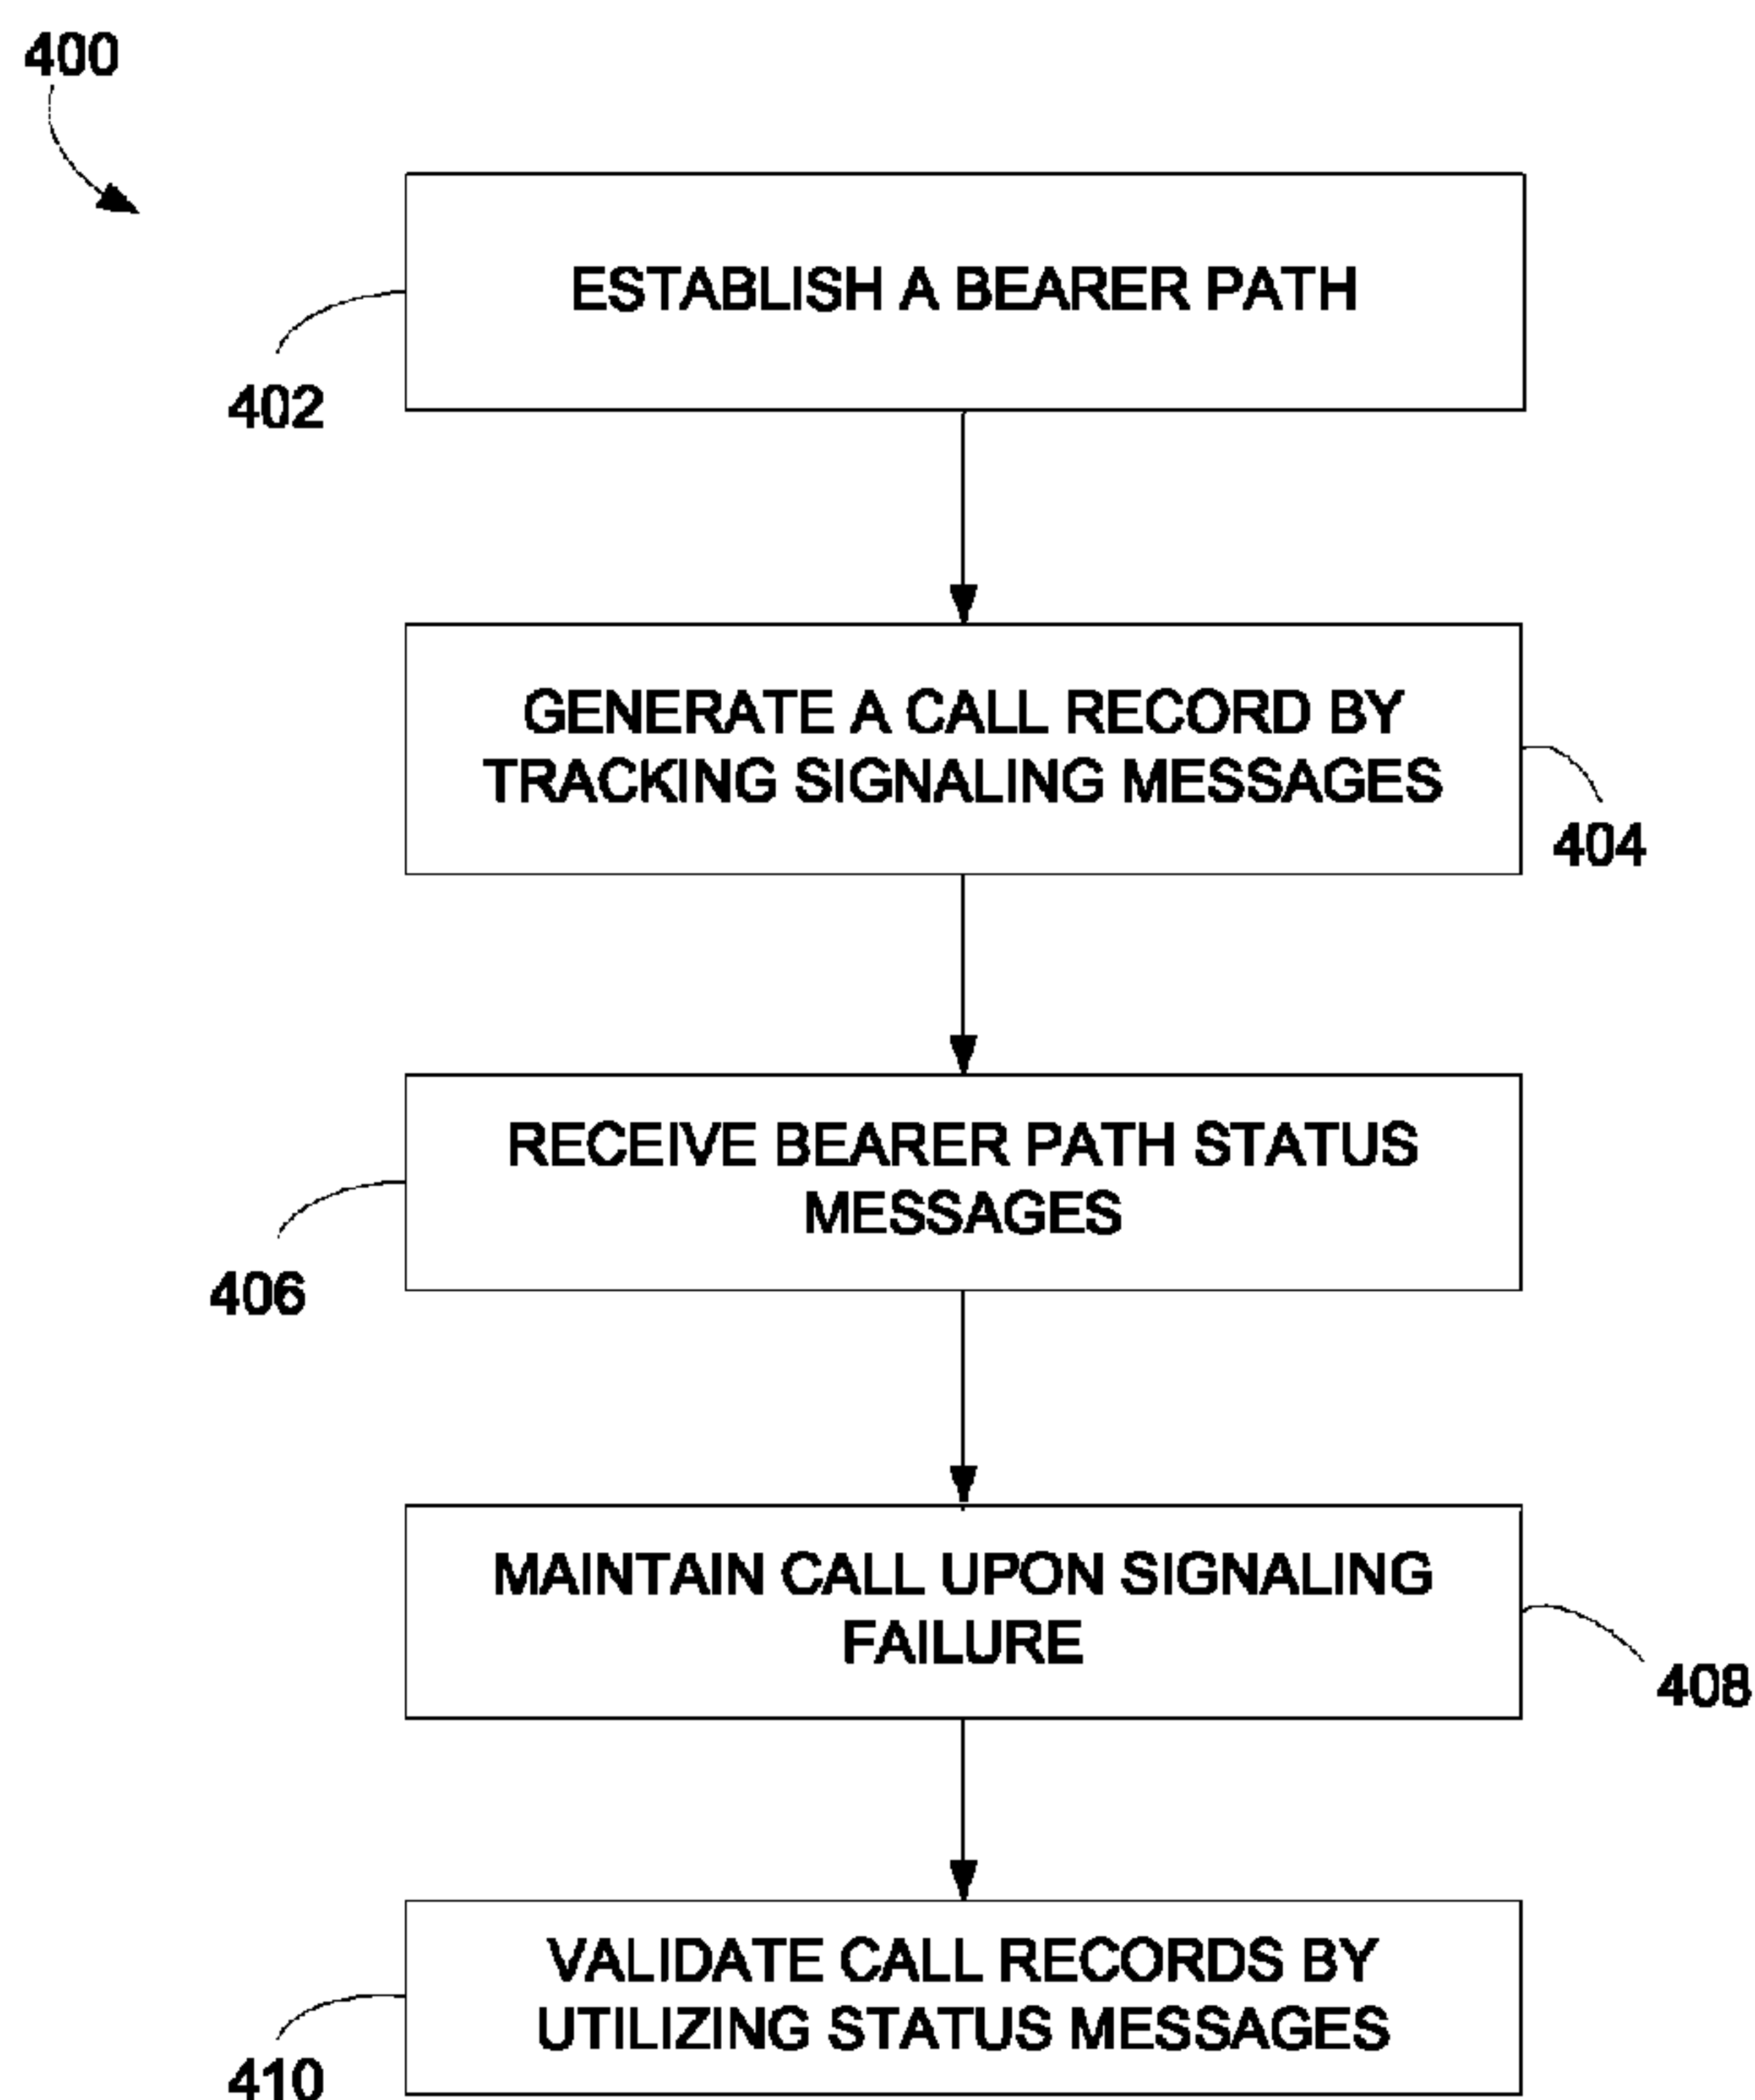 400
ESTABLISH A BEARER PATH
402
GENERATE A CALL RECORD BY
TRACKING SIGNALING MESSAGES
404
RECEIVE BEARER PATH STATUS
MESSAGES
406
MAINTAIN CALL UPON SIGNALING
FAILURE
408
VALIDATE CALL RECORDS BY
UTILIZING STATUS MESSAGES
410